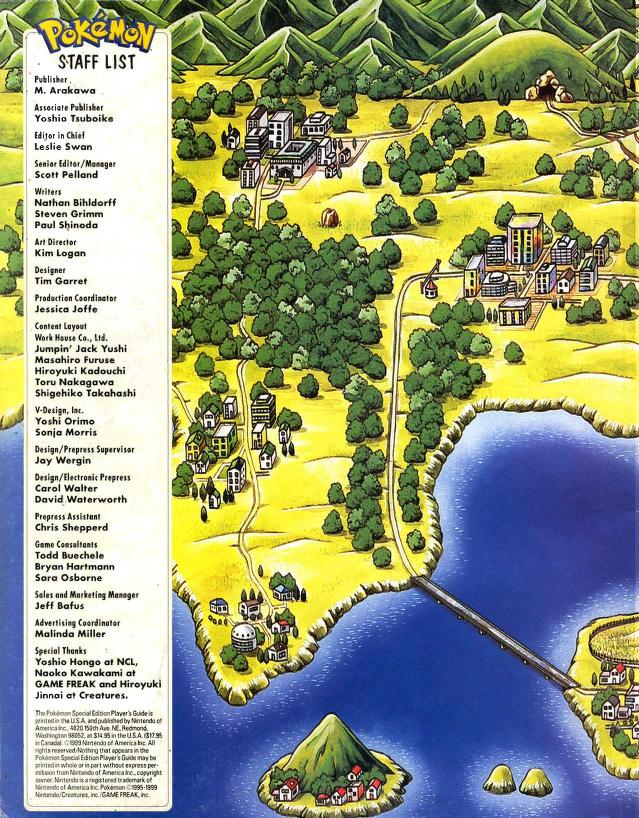 POKéMON
STAFF LIST
Publisher
M. Arakawa
Associate Publisher
Yoshio Tsuboike
Editor in Chief
Leslie Swan
Senior Editor/Manager
Scott Pelland
Writers
Nathan Bihldorff
Steven Grimm
Paul Shinoda
Art Director
Kim Logan
Designer
Tim Garret
Production Coordinator
Jessica Joffe
Content Layout
Work House Co., Ltd.
Jumpin' Jack Yushi
Masahiro Furuse
Hiroyuki Kadouchi
Toru Nakagawa
Shigehiko Takahashi
V-Design, Inc.
Yoshi Orimo
Sonja Morris
Design/Prepress Supervisor
Jay Wergin
Design/Electronic Prepress
Carol Walter
David Waterworth
Prepress Assistant
Chris Shepperd
Game Consultants
Todd Buechele
Bryan Hartmann
Sara Osborne
Sales and Marketing Manager
Jeff Bafus
Advertising Coordinator
Malinda Miller
Special Thanks
Yoshio Hongo at NCL,
Naoko Kawakami at
GAME FREAK and Hiroyuki
Jinnai at Creatures.
The Pokémon Special Edition Player's Guide is
printed in the U.S.A. and published by Nintendo of
America Inc., 4820 150th Ave. NE, Redmond,
Washington 98052, at $14.95 in the U.S. ($17.95
in Canada). ©1999 Nintendo of America Inc. All
rights reserved. Nothing that appears in the
Pokémon Special Edition Player's Guide may be
printed in whole or in part without express per-
mission from Nintendo of America Inc., copyright
owner. Nintendo is a registered trademark of
Nintendo of America Inc. Pokémon ©1995-1999
Nintendo/Creatures, inc./GAME FREAK, inc.